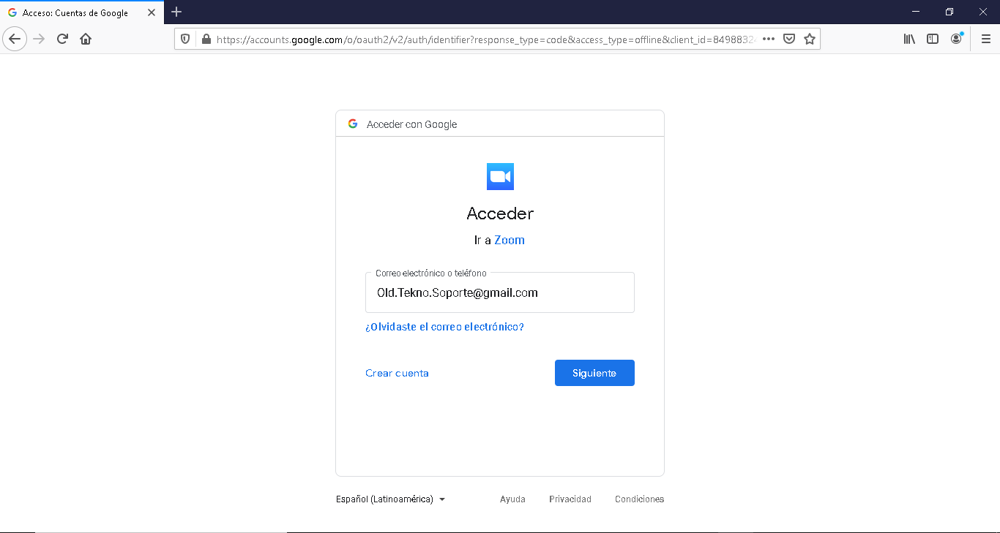 Acceso: Cuentas de Google
https://accounts.google.com/o/oauth2/v2/auth/identifier?response_type=code&access_type=offline&client_id=8498832
Acceder con Google
Acceder
Ir a Zoom
Correo electrónico o teléfono
Old.Tekno.Soporte@gmail.com
¿Olvidaste el correo electrónico?
Crear cuenta Siguiente
Español (Latinoamérica) Ayuda Privacidad Condiciones